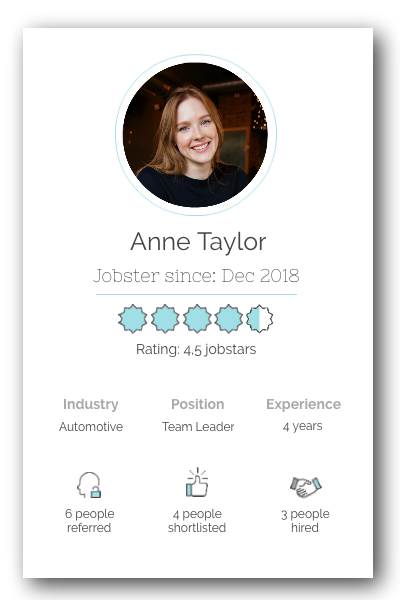 Anne Taylor
Jobster since: Dec 2018
Rating: 4,5 jobstars
Industry Position Experience
Automotive Team Leader 4 years
6 people 4 people 3 people
referred shortlisted hired